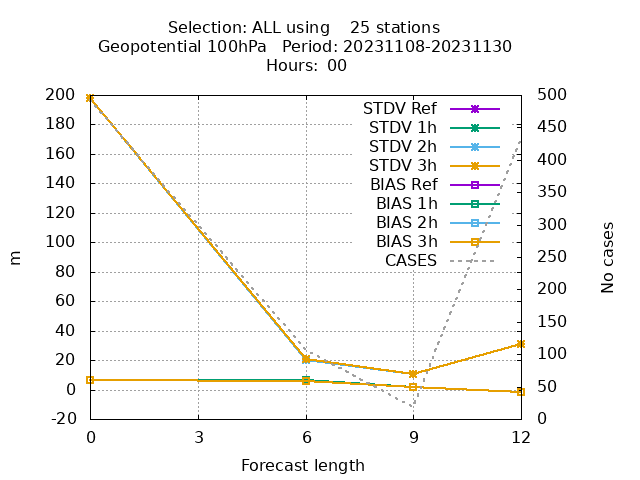 Selection: ALL using    25 stations
Geopotential 100hPa   Period: 20231108-20231130
Hours:  00
200
180
160
140
120
100
80
60
40
20
0
-20
m
500
450
400
350
300
250
200
150
100
50
0
No cases
STDV Ref
STDV 1h
STDV 2h
STDV 3h
BIAS Ref
BIAS 1h
BIAS 2h
BIAS 3h
CASES
0 3 6 9 12
Forecast length